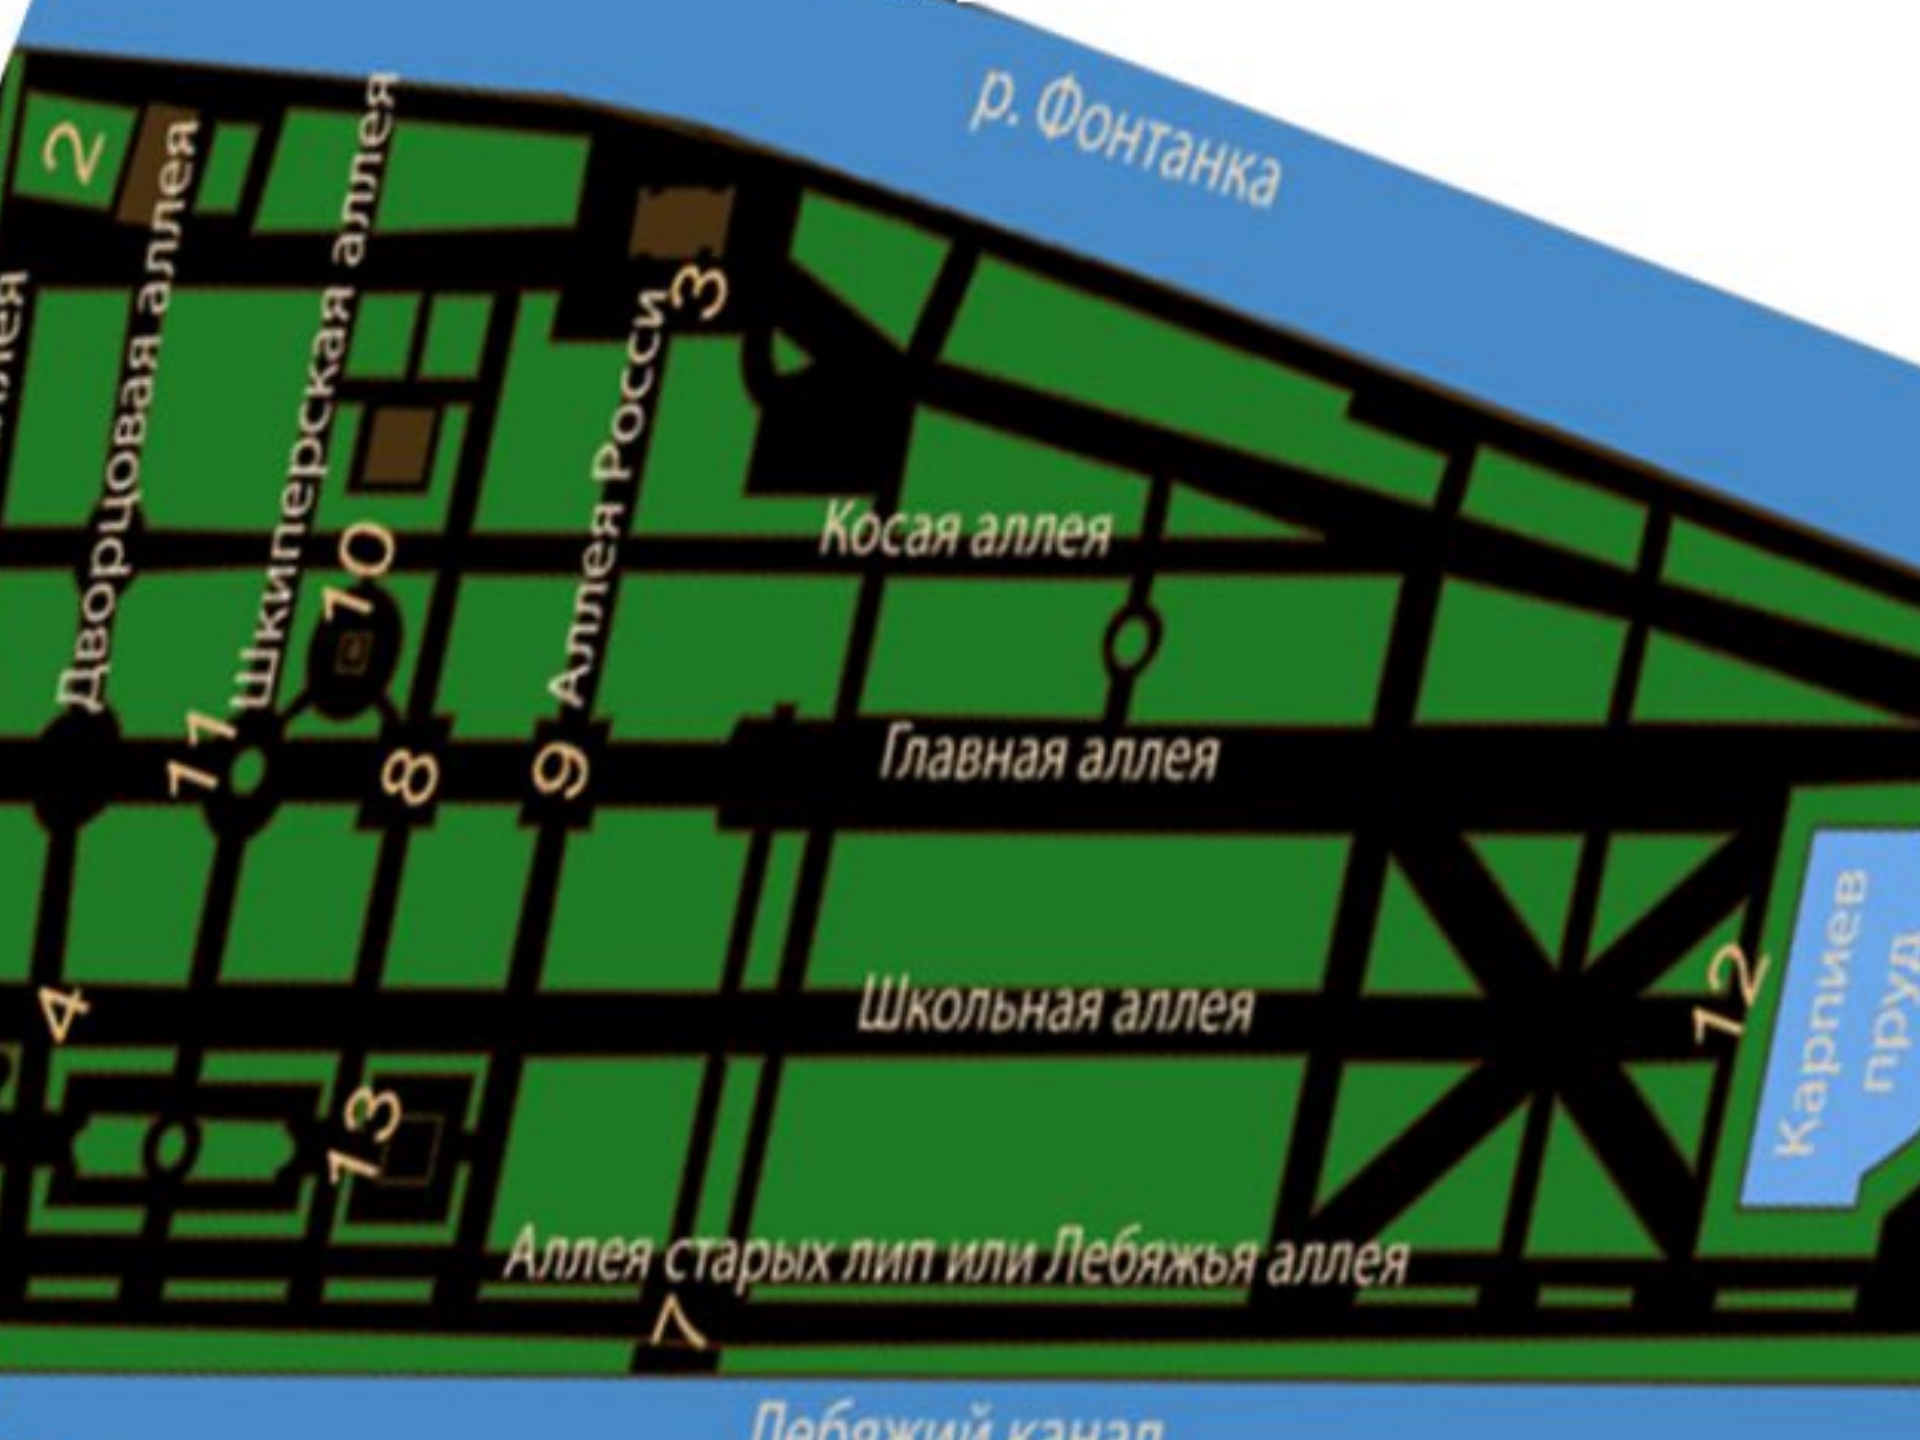 р. Фонтанка
2
Дворцовая аллея
Шкиперская аллея
3
Аллея Росси
Косая аллея
10
11
8
9
Главная аллея
4
Школьная аллея
12
Карпиев
пруд
13
Аллея старых лип или Лебяжья аллея
7
Лебяжий канал